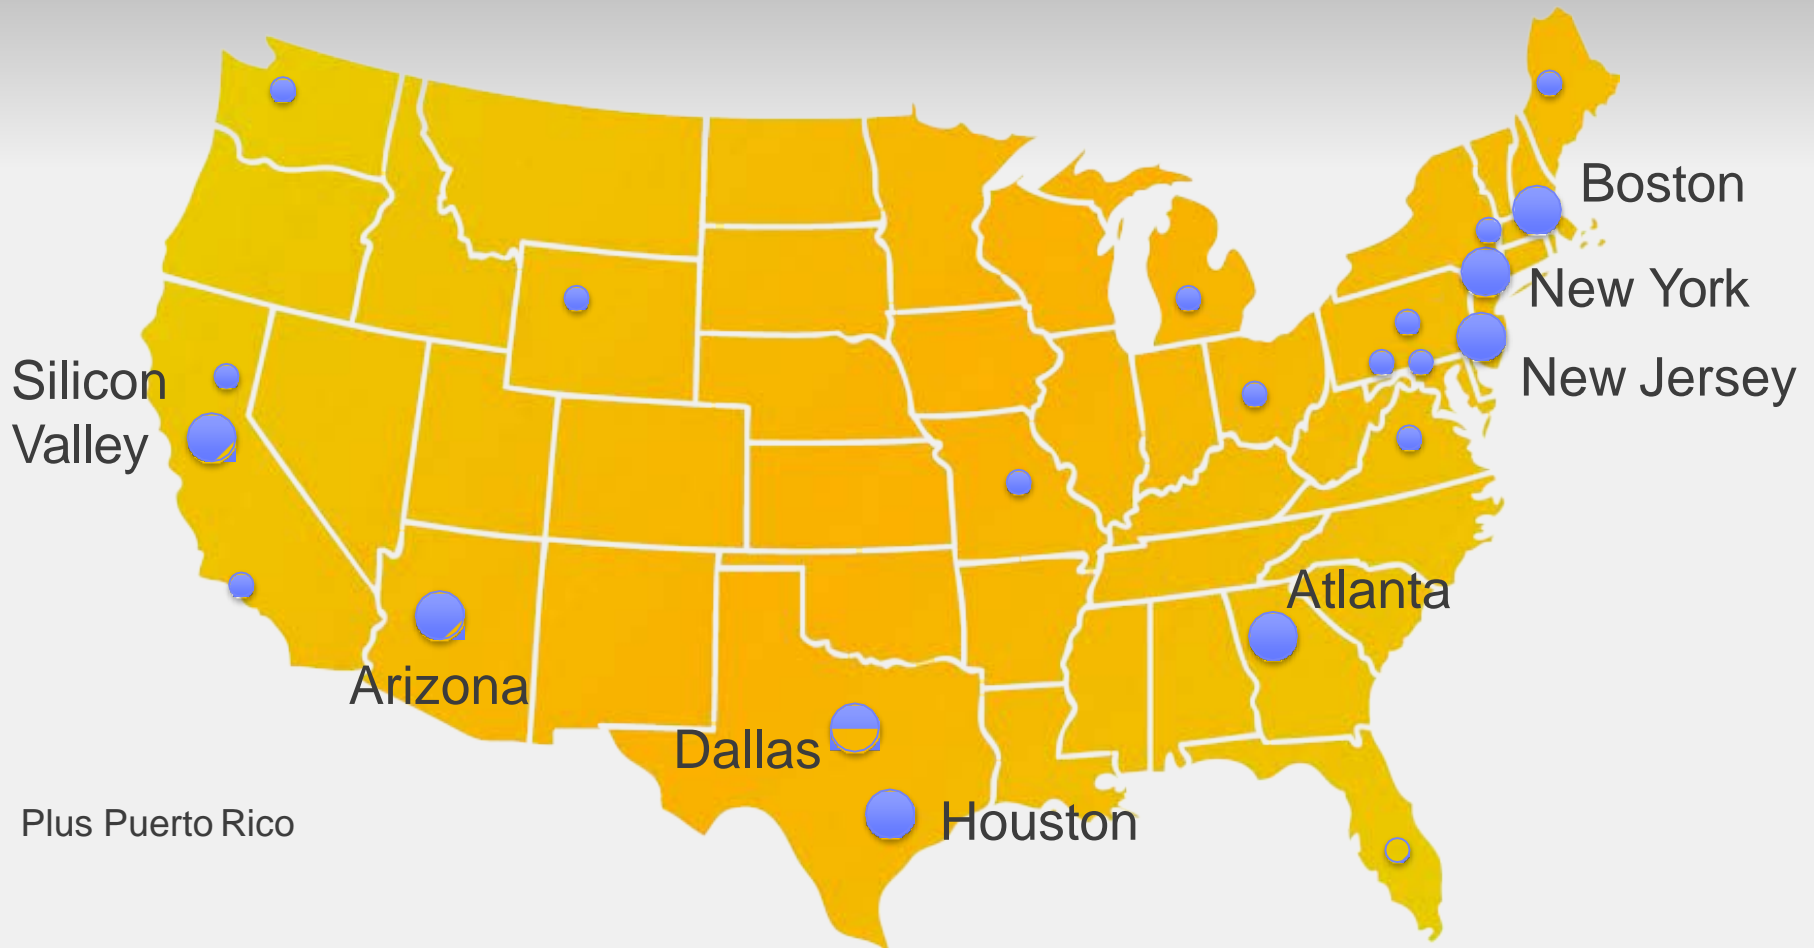 Boston
New York
New Jersey
Silicon
Valley
Atlanta
Arizona
Dallas
Houston
Plus Puerto Rico